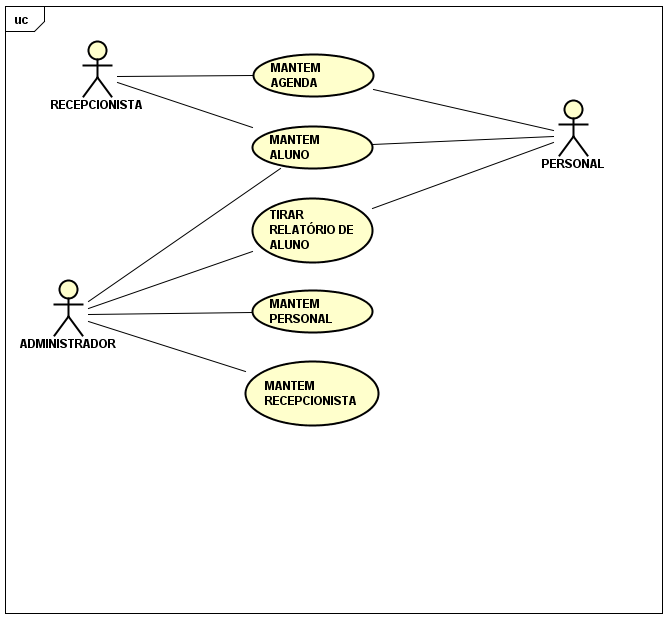 uc
RECEPCIONISTA
MANTEM
AGENDA
PERSONAL
MANTEM
ALUNO
TIRAR
RELATÓRIO DE
ALUNO
ADMINISTRADOR
MANTEM
PERSONAL
MANTEM
RECEPCIONISTA